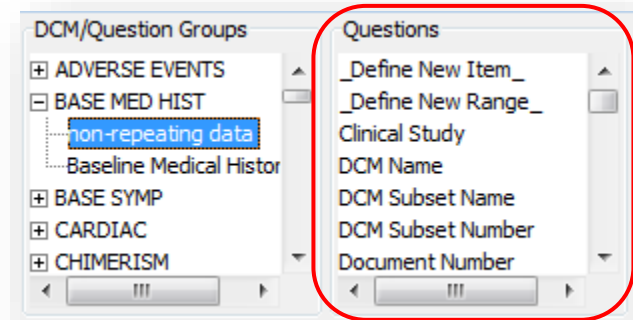 DCM/Question Groups
ADVERSE EVENTS
BASE MED HIST
non-repeating data
Baseline Medical Histor
BASE SYMP
CARDIAC
CHIMERISM
Questions
_Define New Item_
_Define New Range_
Clinical Study
DCM Name
DCM Subset Name
DCM Subset Number
Document Number